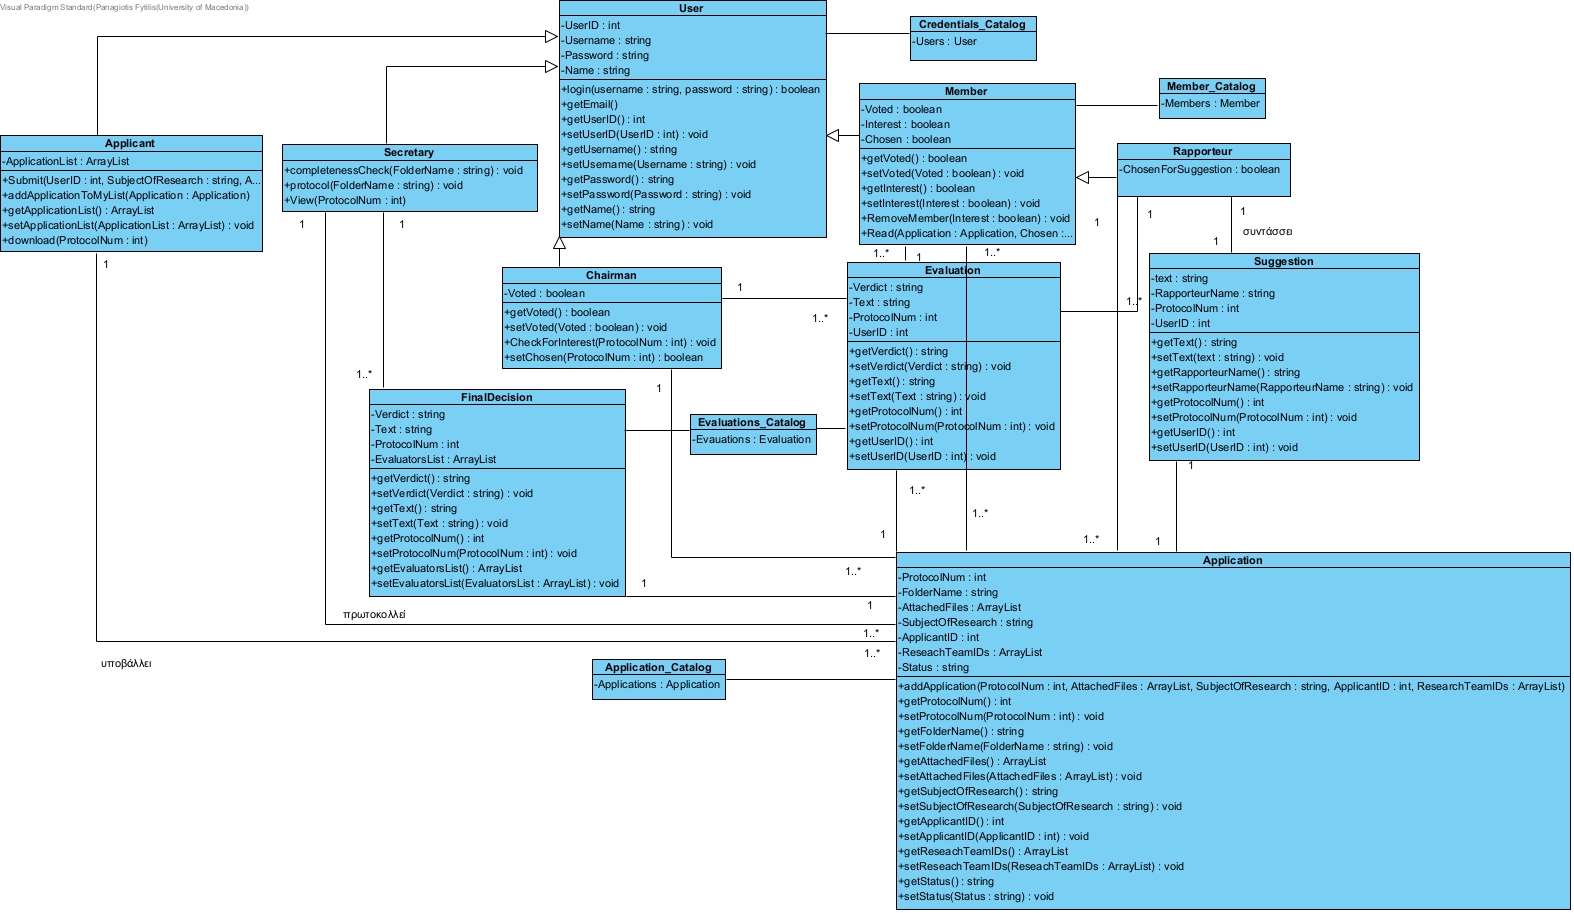 Visual Paradigm Standard(Panagiotis Fytilis(University of Macedonia))
User
-UserID : int
-Username : string
-Password : string
-Name : string
+login(username : string, password : string) : boolean
+getEmail()
+getUserID() : int
+setUserID(UserID : int) : void
+getUsername() : string
+setUsername(Username : string) : void
+getPassword() : string
+setPassword(Password : string) : void
+getName() : string
+setName(Name : string) : void
Credentials_Catalog
-Users : User
Member
-Voted : boolean
-Interest : boolean
-Chosen : boolean
+getVoted() : boolean
+setVoted(Voted : boolean) : void
+getInterest() : boolean
+setInterest(Interest : boolean) : void
+RemoveMember(Interest : boolean) : void
+Read(Application : Application, Chosen :...
Member_Catalog
-Members : Member
Rapporteur
-ChosenForSuggestion : boolean
Applicant
-ApplicationList : ArrayList
+Submit(UserID : int, SubjectOfResearch : string, A...
+addApplicationToMyList(Application : Application)
+getApplicationList() : ArrayList
+setApplicationList(ApplicationList : ArrayList) : void
+download(ProtocolNum : int)
Secretary
+completenessCheck(FolderName : string) : void
+protocol(FolderName : string) : void
+View(ProtocolNum : int)
1
1
1
1
1
1
συντάσσει
1
1..*
1
1..*
1
Chairman
-Voted : boolean
+getVoted() : boolean
+setVoted(Voted : boolean) : void
+CheckForInterest(ProtocolNum : int) : void
+setChosen(ProtocolNum : int) : boolean
1
1..*
Evaluation
-Verdict : string
-Text : string
-ProtocolNum : int
-UserID : int
+getVerdict() : string
+setVerdict(Verdict : string) : void
+getText() : string
+setText(Text : string) : void
+getProtocolNum() : int
+setProtocolNum(ProtocolNum : int) : void
+getUserID() : int
+setUserID(UserID : int) : void
1..*
Suggestion
-text : string
-RapporteurName : string
-ProtocolNum : int
-UserID : int
+getText() : string
+setText(text : string) : void
+getRapporteurName() : string
+setRapporteurName(RapporteurName : string) : void
+getProtocolNum() : int
+setProtocolNum(ProtocolNum : int) : void
+getUserID() : int
+setUserID(UserID : int) : void
1..*
1
FinalDecision
-Verdict : string
-Text : string
-ProtocolNum : int
-EvaluatorsList : ArrayList
+getVerdict() : string
+setVerdict(Verdict : string) : void
+getText() : string
+setText(Text : string) : void
+getProtocolNum() : int
+setProtocolNum(ProtocolNum : int) : void
+getEvaluatorsList() : ArrayList
+setEvaluatorsList(EvaluatorsList : ArrayList) : void
Evaluations_Catalog
-Evauations : Evaluation
1
1..*
1..*
1
1..*
1
1..*
1
1
πρωτοκολλεί
1..*
1..*
υποβάλλει
Application_Catalog
-Applications : Application
Application
-ProtocolNum : int
-FolderName : string
-AttachedFiles : ArrayList
-SubjectOfResearch : string
-ApplicantID : int
-ReseachTeamIDs : ArrayList
-Status : string
+addApplication(ProtocolNum : int, AttachedFiles : ArrayList, SubjectOfResearch : string, ApplicantID : int, ResearchTeamIDs : ArrayList)
+getProtocolNum() : int
+setProtocolNum(ProtocolNum : int) : void
+getFolderName() : string
+setFolderName(FolderName : string) : void
+getAttachedFiles() : ArrayList
+setAttachedFiles(AttachedFiles : ArrayList) : void
+getSubjectOfResearch() : string
+setSubjectOfResearch(SubjectOfResearch : string) : void
+getApplicantID() : int
+setApplicantID(ApplicantID : int) : void
+getReseachTeamIDs() : ArrayList
+setReseachTeamIDs(ReseachTeamIDs : ArrayList) : void
+getStatus() : string
+setStatus(Status : string) : void